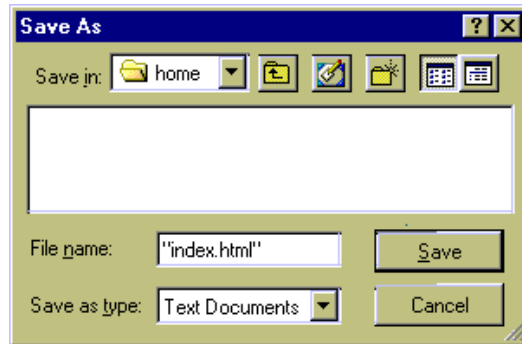 Save As
Save in: home
File name: "index.html" Save
Save as type: Text Documents Cancel